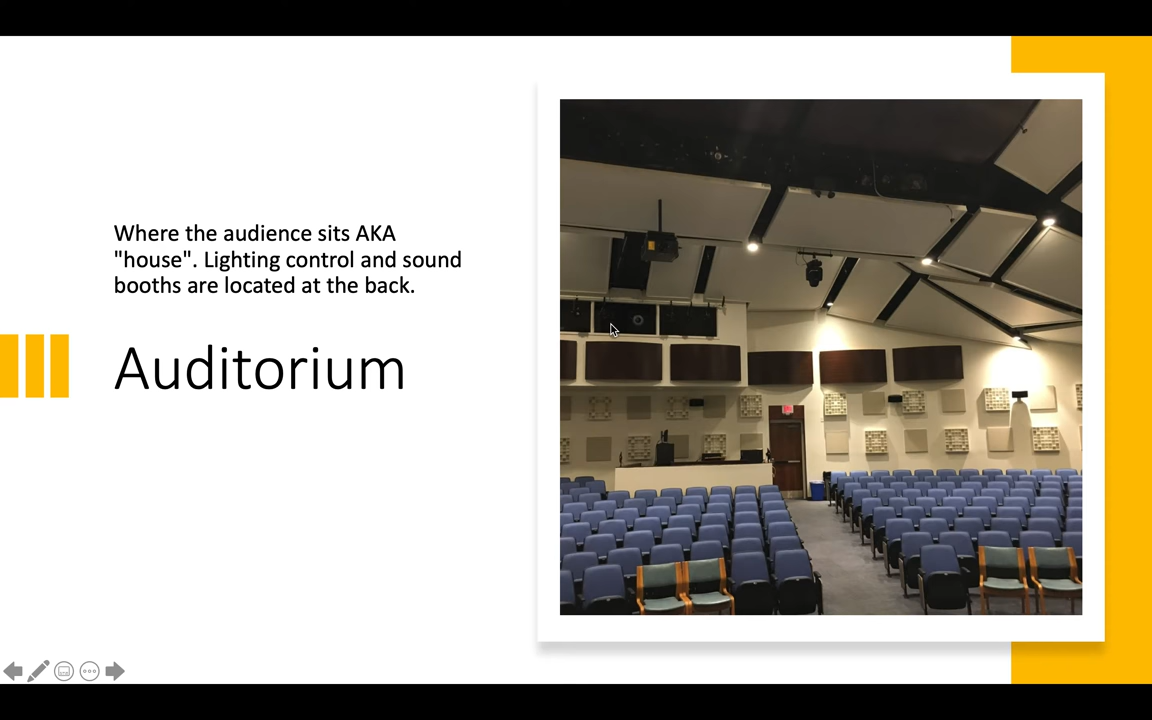 Where the audience sits AKA
"house". Lighting control and sound
booths are located at the back.
Auditorium